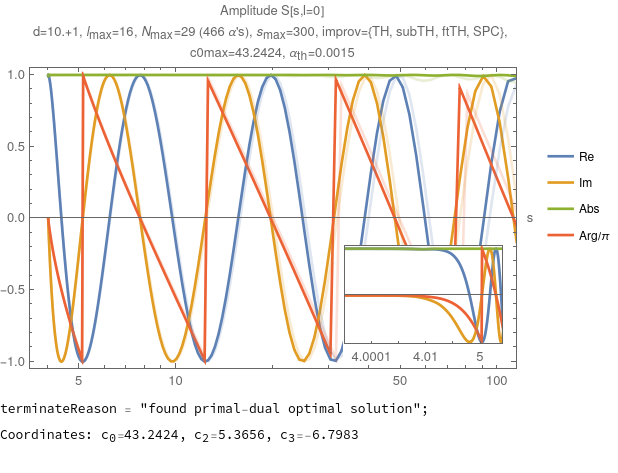 Amplitude S[s,l=0]
d=10.+1, lmax=16, Nmax=29 (466 α's), smax=300, improv={TH, subTH, ftTH, SPC},
c0max=43.2424, αth=0.0015
1.0
0.5
0.0
-0.5
-1.0
5
10
50
100
s
4.0001
4.01
5
Re
Im
Abs
Arg/π
terminateReason = "found primal-dual optimal solution";
Coordinates: c0=43.2424, c2=5.3656, c3=-6.7983